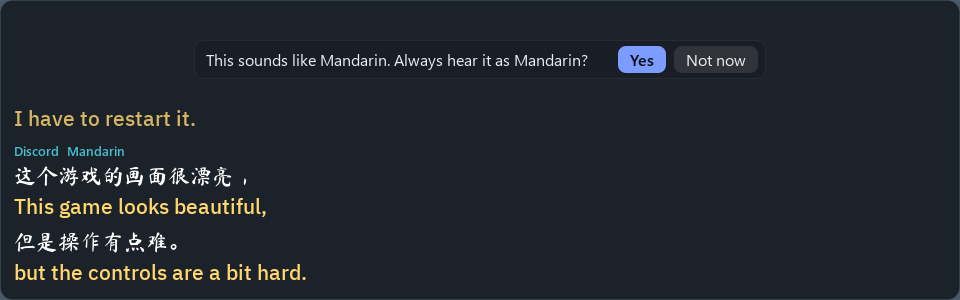 This sounds like Mandarin. Always hear it as Mandarin? Yes Not now
I have to restart it.
Discord Mandarin
这个游戏的画面很漂亮，
This game looks beautiful,
但是操作有点难。
but the controls are a bit hard.